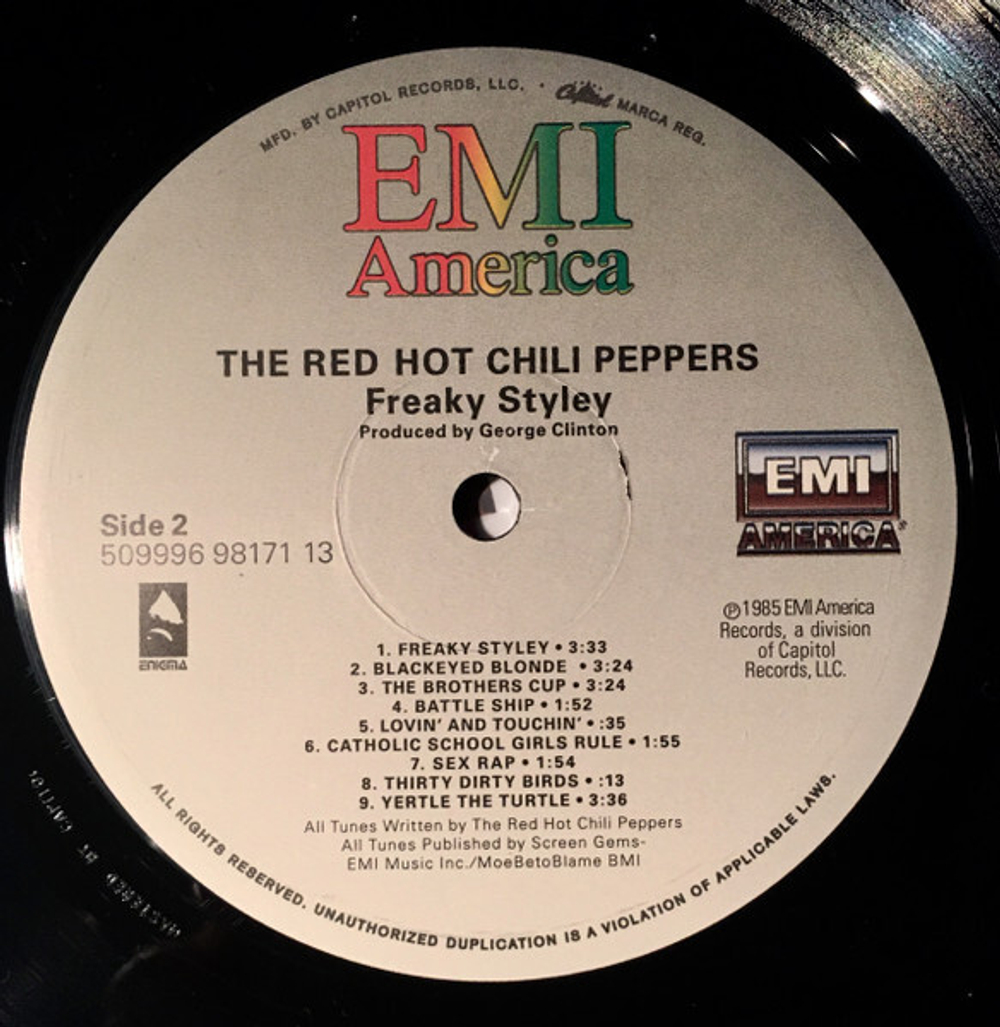 MFD. BY CAPITOL RECORDS, LLC. · Capitol MARCA REG.
EMI
America
THE RED HOT CHILI PEPPERS
Freaky Styley
Produced by George Clinton
EMI
AMERICA
Side 2
509996 98171 13
ENIGMA
℗1985 EMI America
Records, a division
of Capitol
Records, LLC.
1. FREAKY STYLEY • 3:33
2. BLACKEYED BLONDE • 3:24
3. THE BROTHERS CUP • 3:24
4. BATTLE SHIP • 1:52
5. LOVIN' AND TOUCHIN' • :35
6. CATHOLIC SCHOOL GIRLS RULE • 1:55
7. SEX RAP • 1:54
8. THIRTY DIRTY BIRDS • :13
9. YERTLE THE TURTLE • 3:36
All Tunes Written by The Red Hot Chili Peppers
All Tunes Published by Screen Gems-
EMI Music Inc./MoeBetoBlame BMI
ALL RIGHTS RESERVED. UNAUTHORIZED DUPLICATION IS A VIOLATION OF APPLICABLE LAWS.
MASTERED BY CAPITOL